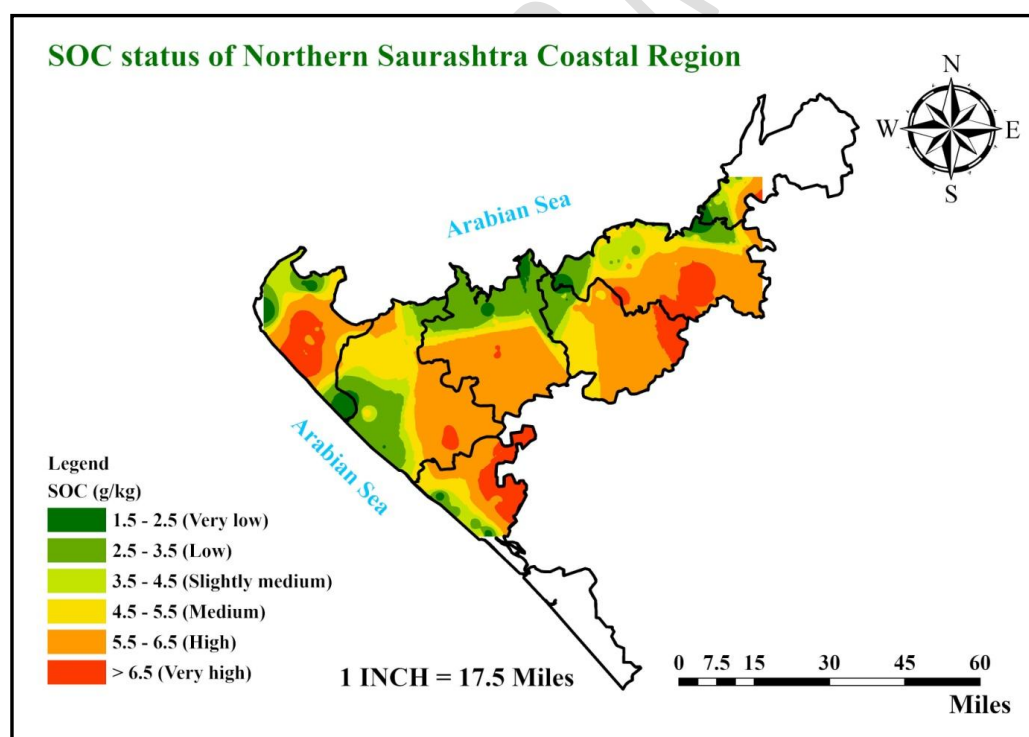 SOC status of Northern Saurashtra Coastal Region
N
W
E
S
Arabian Sea
Arabian Sea
Legend
SOC (g/kg)
1.5 - 2.5 (Very low)
2.5 - 3.5 (Low)
3.5 - 4.5 (Slightly medium)
4.5 - 5.5 (Medium)
5.5 - 6.5 (High)
> 6.5 (Very high)
1 INCH = 17.5 Miles
0 7.5 15 30 45 60
Miles